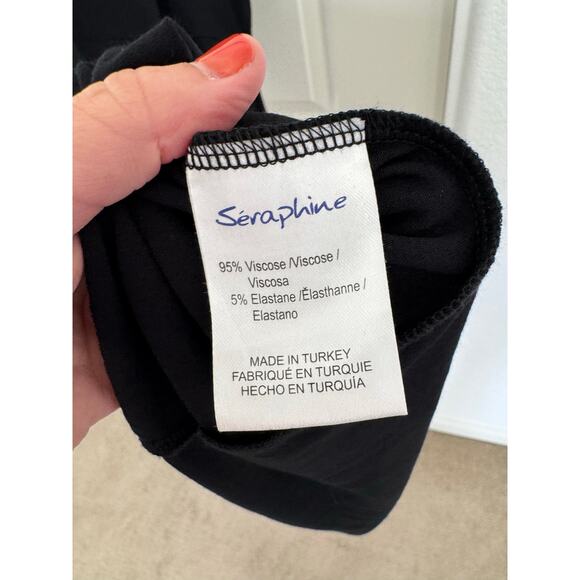 Séraphine
95% Viscose /Viscose /
Viscosa
5% Elastane /Élasthanne /
Elastano
MADE IN TURKEY
FABRIQUÉ EN TURQUIE
HECHO EN TURQUÍA